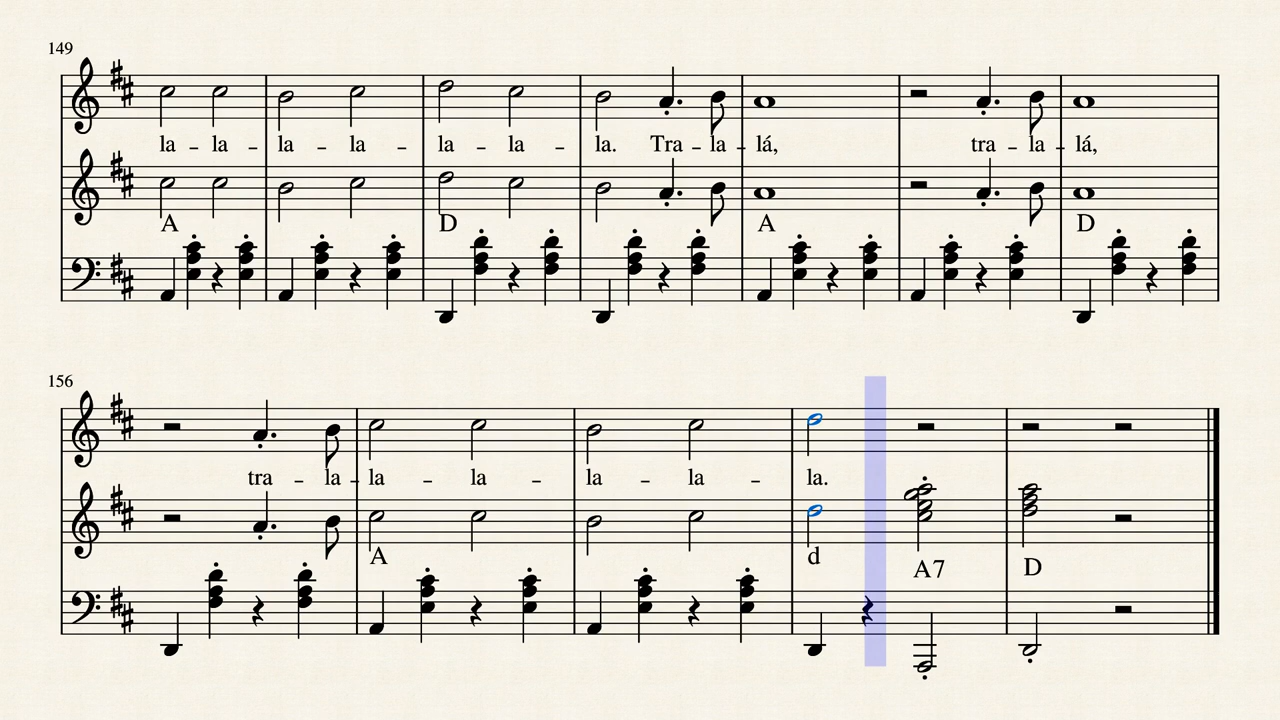 149
la – la – la – la – la – la – la. Tra – la – lá, tra – la – lá,
A D A D
156
tra – la – la – la – la – la – la.
A d A7 D